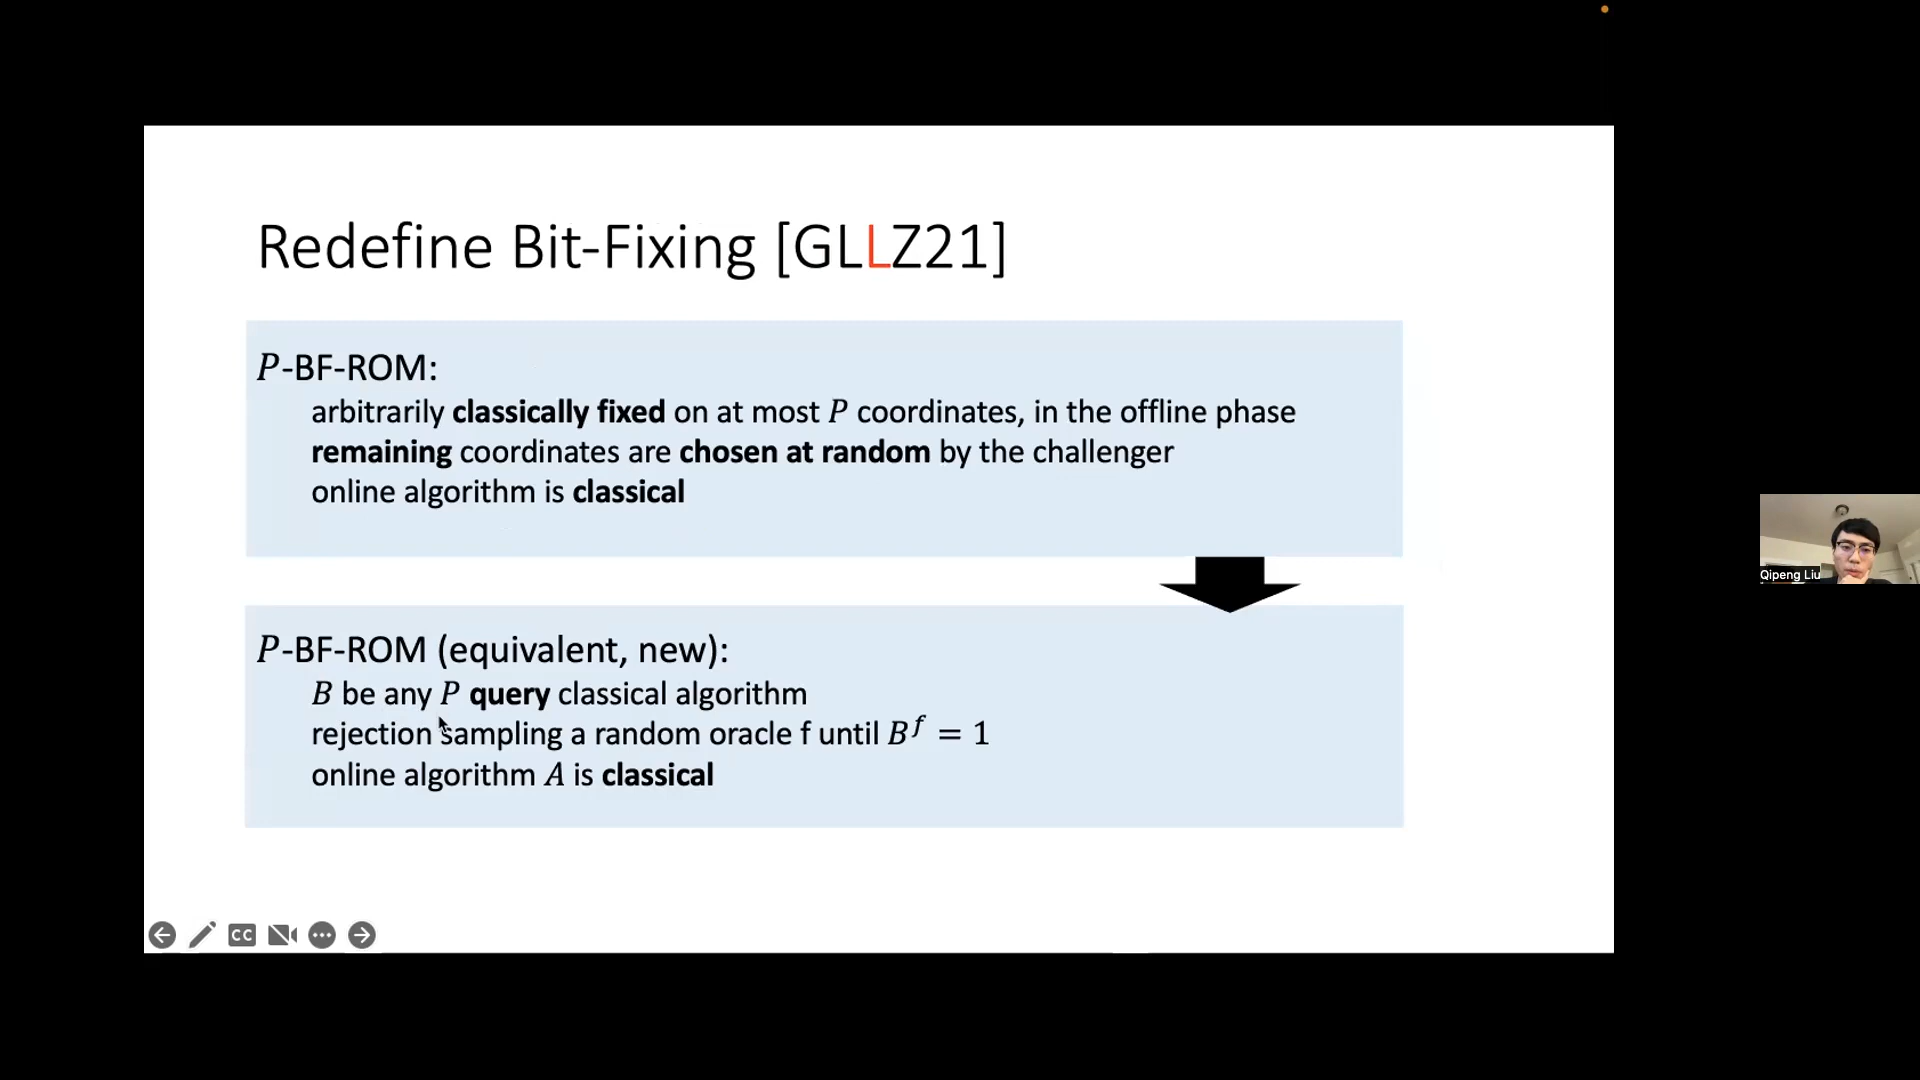 Redefine Bit-Fixing [GLLZ21]
P-BF-ROM:
arbitrarily classically fixed on at most P coordinates, in the offline phase
remaining coordinates are chosen at random by the challenger
online algorithm is classical
P-BF-ROM (equivalent, new):
B be any P query classical algorithm
rejection sampling a random oracle f until B^f = 1
online algorithm A is classical
CC
Qipeng Liu